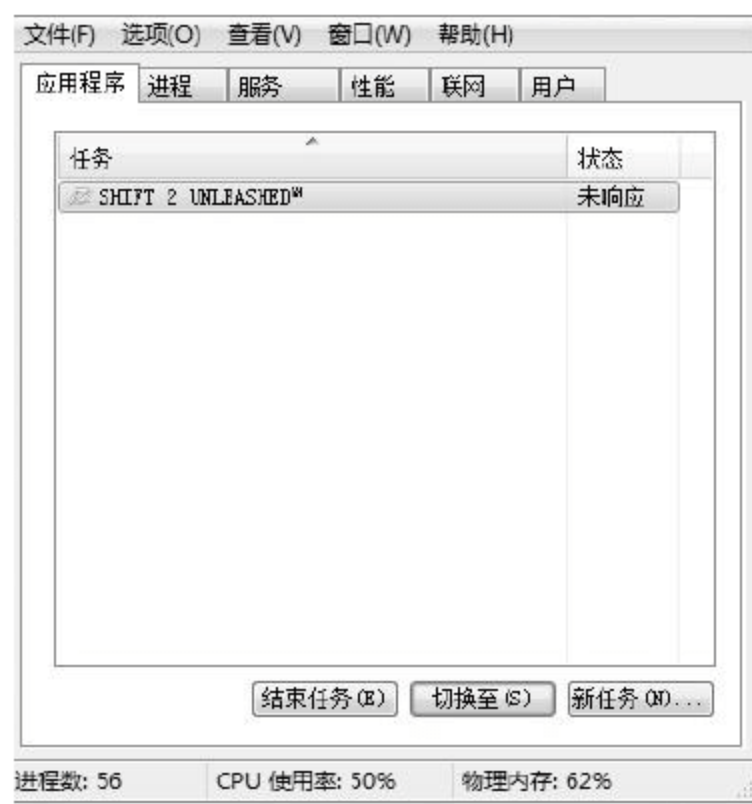 文件(F) 选项(O) 查看(V) 窗口(W) 帮助(H)
应用程序 进程 服务 性能 联网 用户
任务 状态
SHIFT 2 UNLEASHED™ 未响应
结束任务(E) 切换至(S) 新任务(N)...
进程数: 56 CPU 使用率: 50% 物理内存: 62%